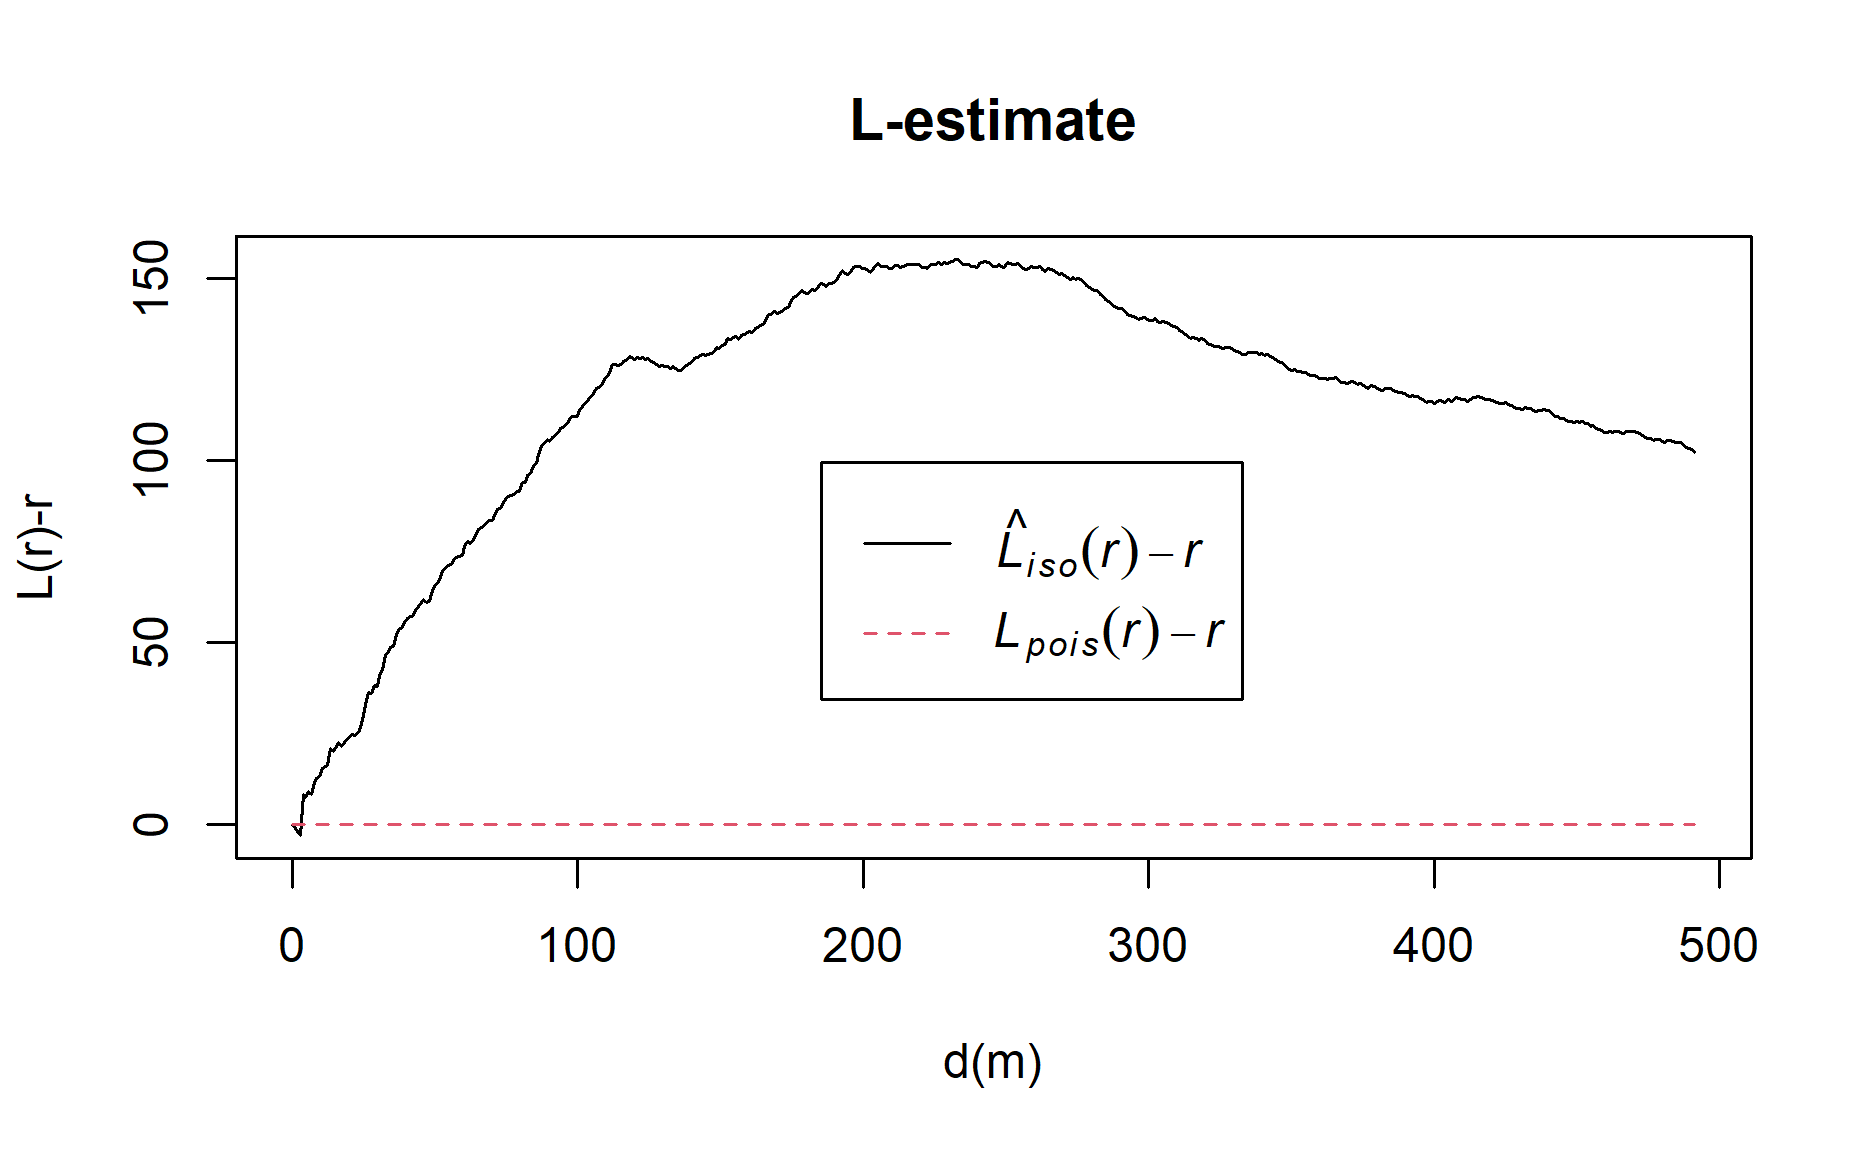 L-estimate
L(r)-r
150
100
50
0
L̂iso(r) – r
Lpois(r) – r
0 100 200 300 400 500
d(m)